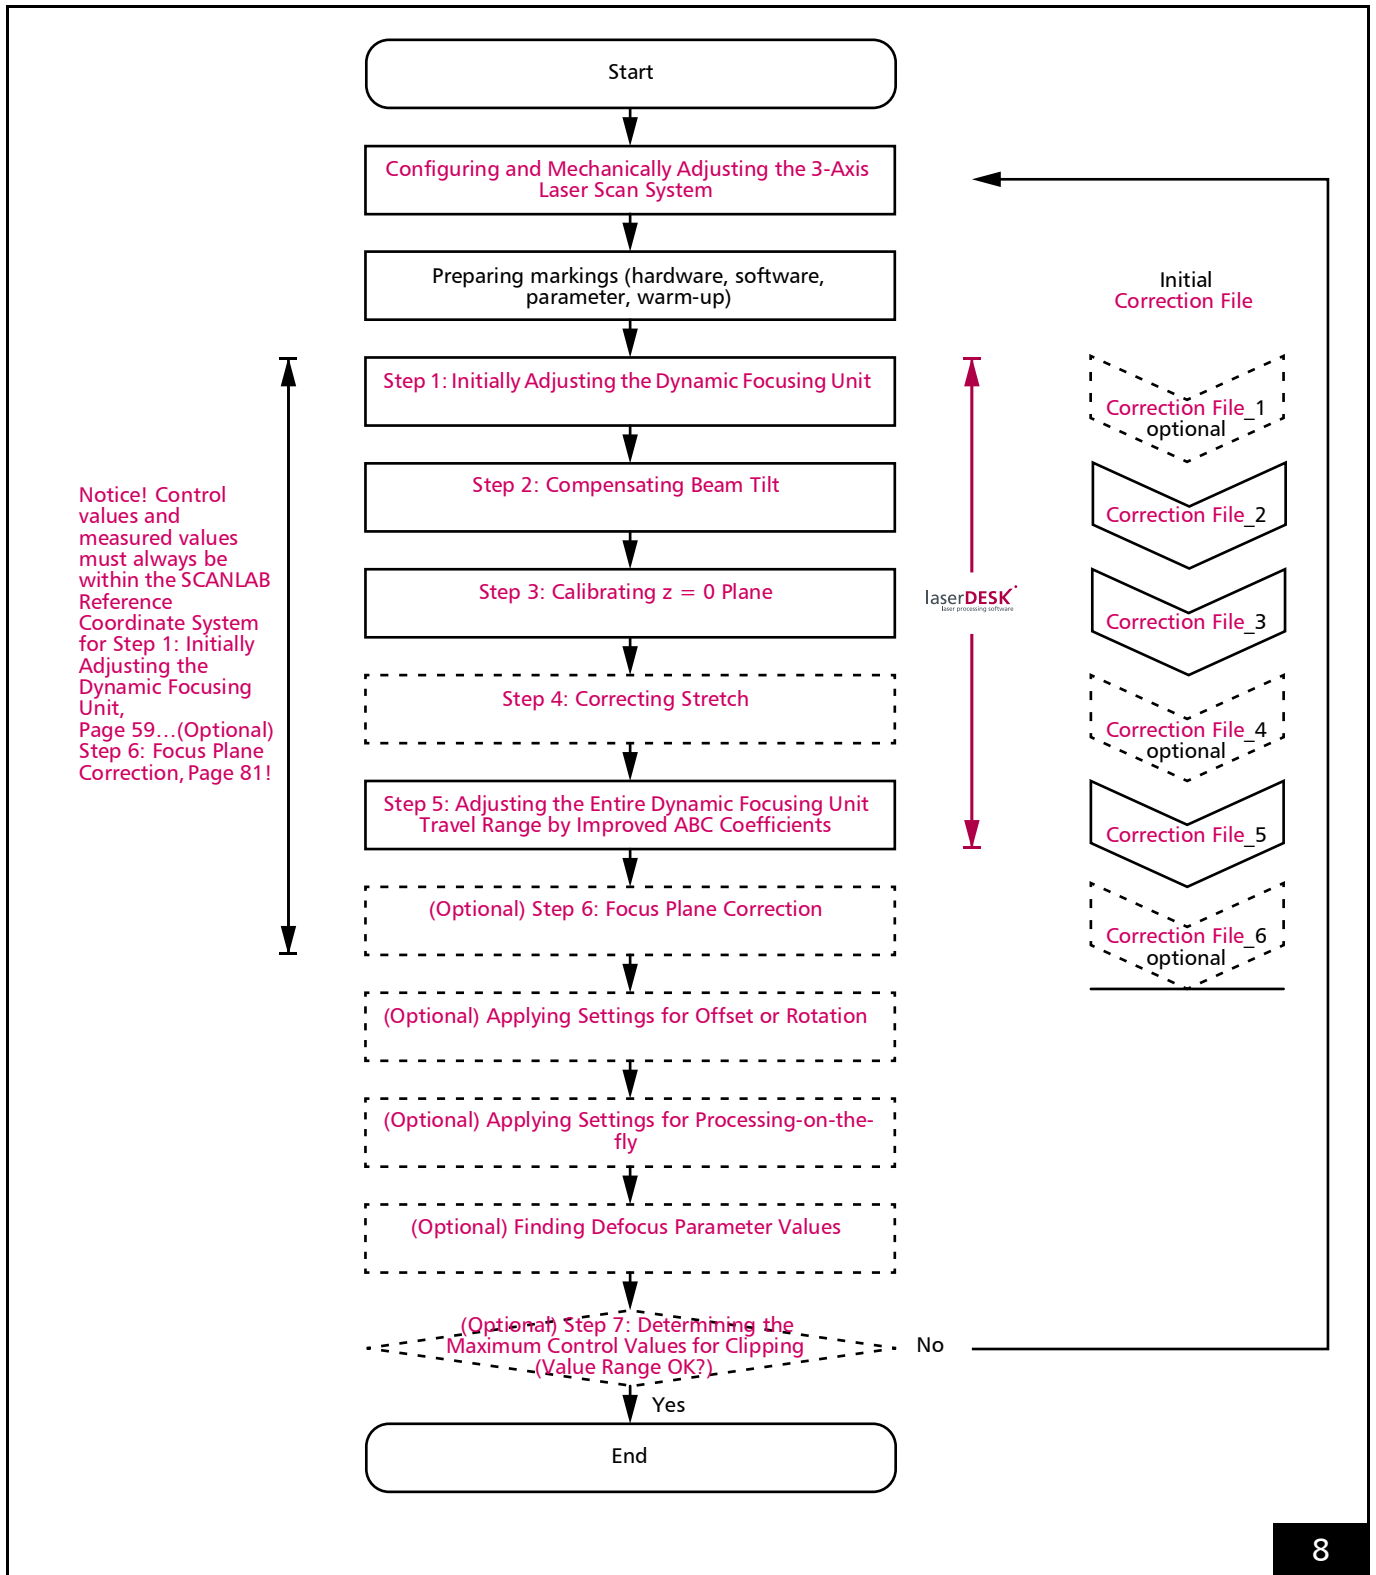 Start
Configuring and Mechanically Adjusting the 3-Axis
Laser Scan System
Preparing markings (hardware, software,
parameter, warm-up)
Initial
Correction File
Step 1: Initially Adjusting the Dynamic Focusing Unit
Correction File_1
optional
Step 2: Compensating Beam Tilt
Correction File_2
Notice! Control
values and
measured values
must always be
within the SCANLAB
Reference
Coordinate System
for Step 1: Initially
Adjusting the
Dynamic Focusing
Unit,
Page 59...(Optional)
Step 6: Focus Plane
Correction, Page 81!
Step 3: Calibrating z = 0 Plane
laserDESK
laser processing software
Correction File_3
Step 4: Correcting Stretch
Correction File_4
optional
Step 5: Adjusting the Entire Dynamic Focusing Unit
Travel Range by Improved ABC Coefficients
Correction File_5
(Optional) Step 6: Focus Plane Correction
Correction File_6
optional
(Optional) Applying Settings for Offset or Rotation
(Optional) Applying Settings for Processing-on-the-
fly
(Optional) Finding Defocus Parameter Values
(Optional) Step 7: Determining the
Maximum Control Values for Clipping
(Value Range OK?)
No
Yes
End
8